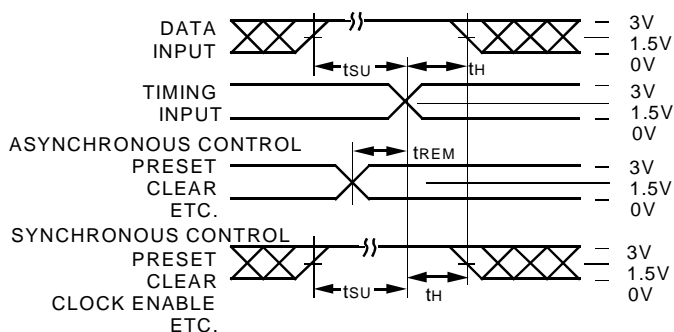 DATA
INPUT
3V
1.5V
0V
tSU
tH
TIMING
INPUT
3V
1.5V
0V
ASYNCHRONOUS CONTROL
PRESET
CLEAR
ETC.
tREM
3V
1.5V
0V
SYNCHRONOUS CONTROL
PRESET
CLEAR
CLOCK ENABLE
ETC.
tSU
tH
3V
1.5V
0V